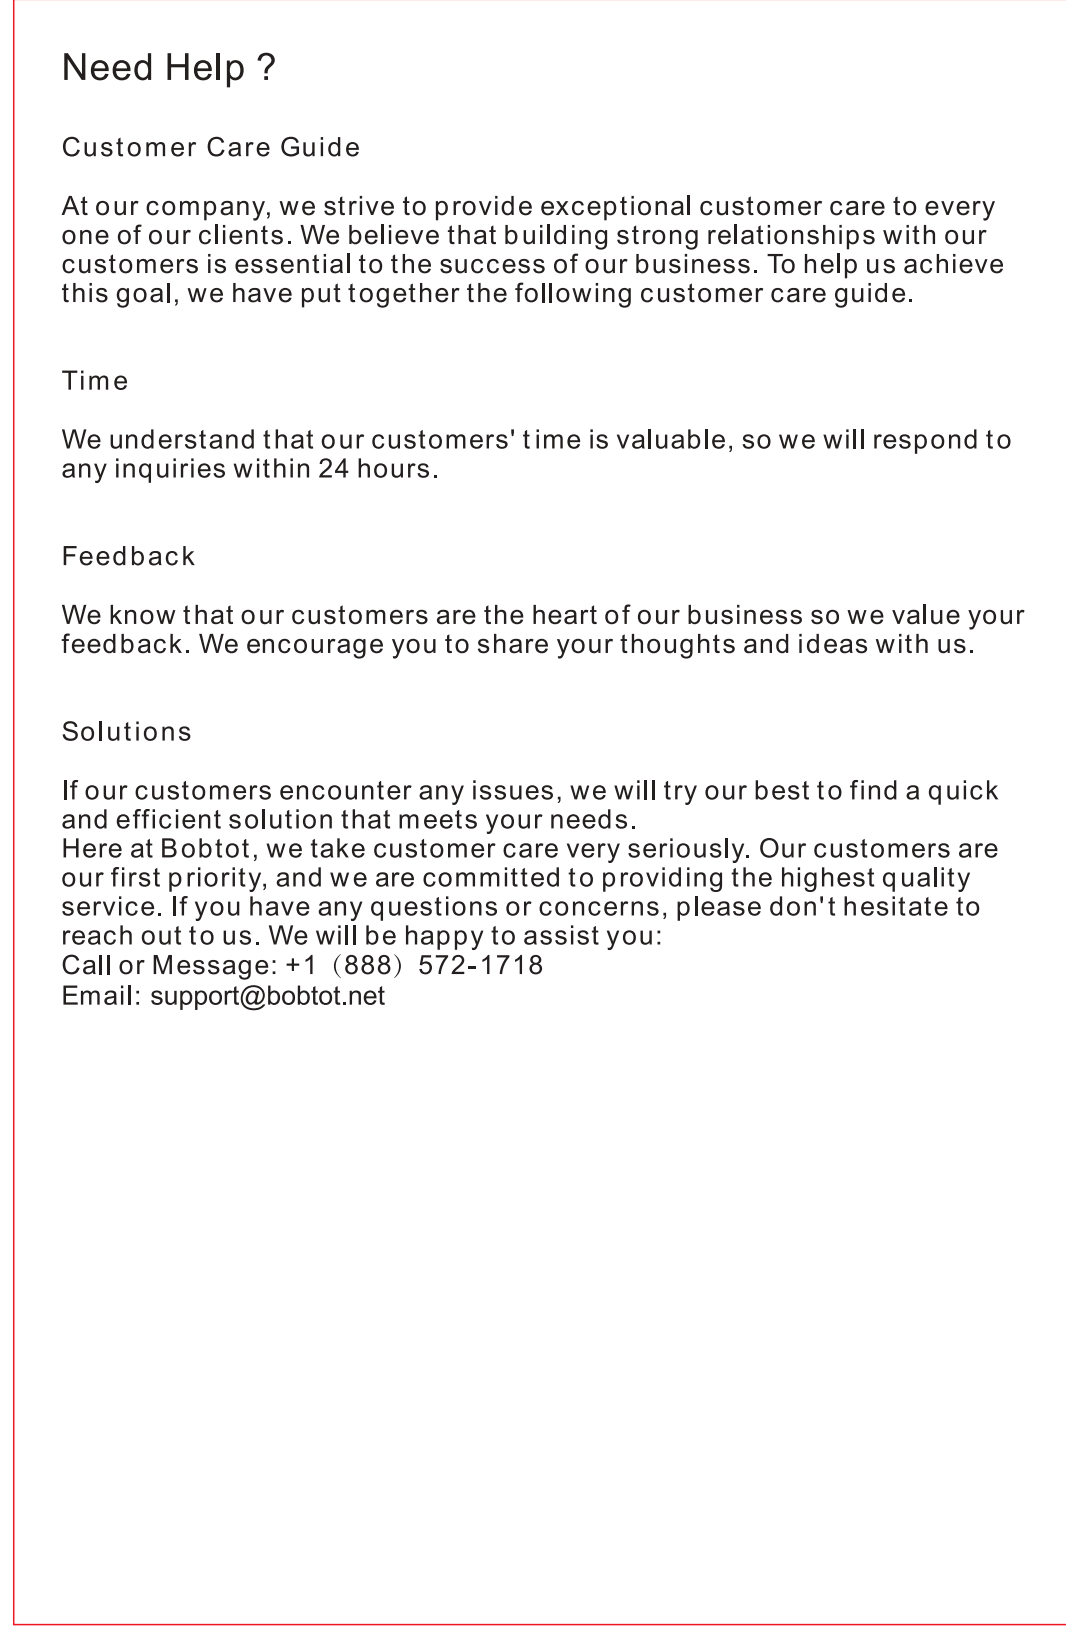 Need Help ?
Customer Care Guide
At our company, we strive to provide exceptional customer care to every
one of our clients. We believe that building strong relationships with our
customers is essential to the success of our business. To help us achieve
this goal, we have put together the following customer care guide.
Time
We understand that our customers' time is valuable, so we will respond to
any inquiries within 24 hours.
Feedback
We know that our customers are the heart of our business so we value your
feedback. We encourage you to share your thoughts and ideas with us.
Solutions
If our customers encounter any issues, we will try our best to find a quick
and efficient solution that meets your needs.
Here at Bobtot, we take customer care very seriously. Our customers are
our first priority, and we are committed to providing the highest quality
service. If you have any questions or concerns, please don't hesitate to
reach out to us. We will be happy to assist you:
Call or Message: +1（888）572-1718
Email: support@bobtot.net